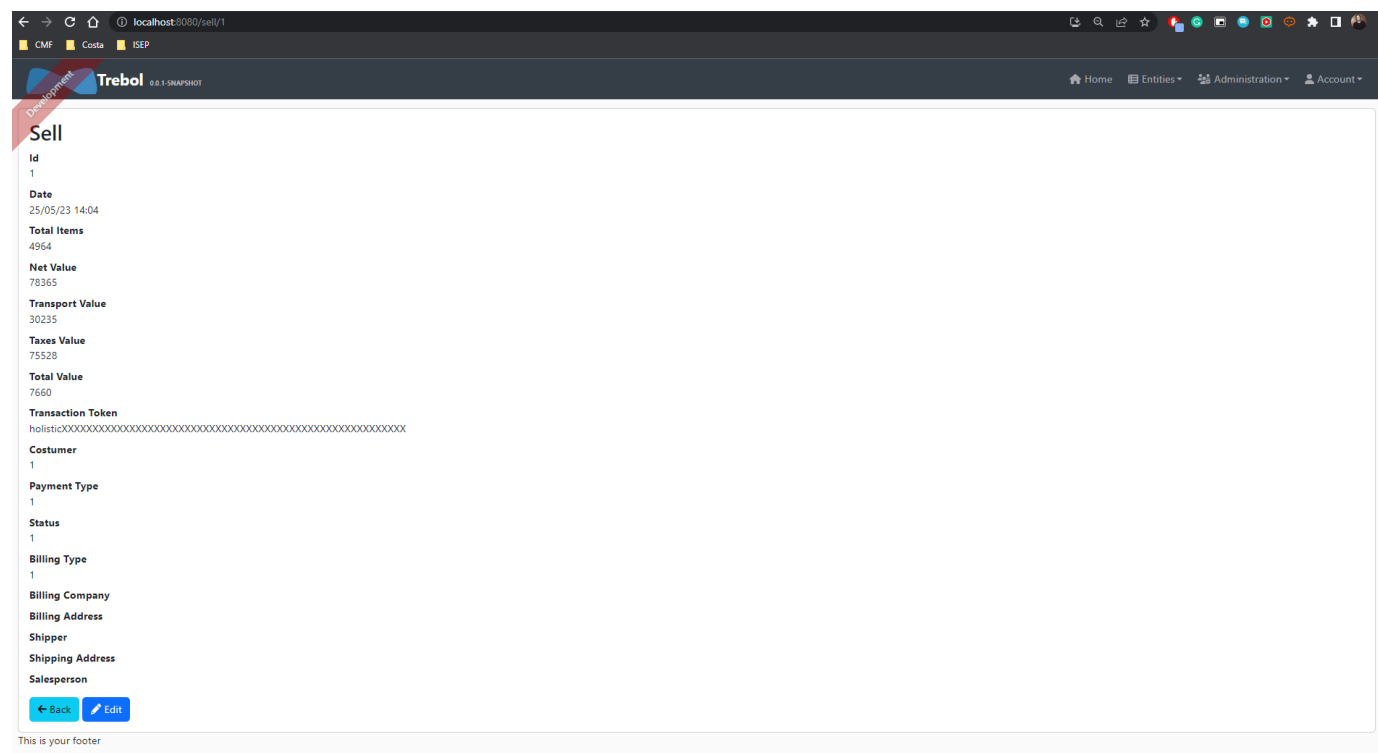 localhost:8080/sell/1
CMF Costa ISEP
Development
Trebol 0.0.1-SNAPSHOT Home Entities Administration Account
Sell
Id
1
Date
25/05/23 14:04
Total Items
4964
Net Value
78365
Transport Value
30235
Taxes Value
75528
Total Value
7660
Transaction Token
holisticXXXXXXXXXXXXXXXXXXXXXXXXXXXXXXXXXXXXXXXXXXXXXXXXXXXXXXXX
Costumer
1
Payment Type
1
Status
1
Billing Type
1
Billing Company
Billing Address
Shipper
Shipping Address
Salesperson
Back Edit
This is your footer